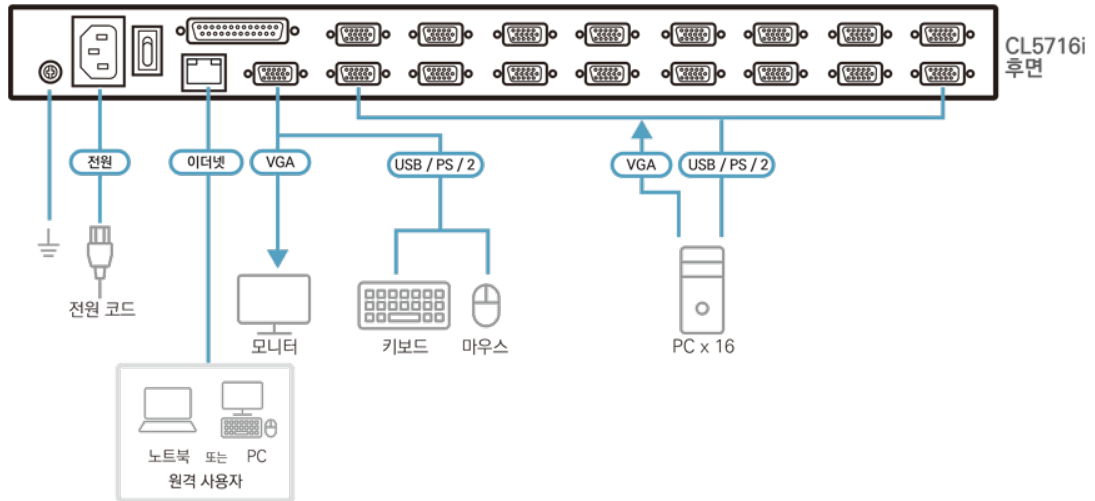 CL5716i
후면
전원
이더넷
VGA
USB / PS / 2
VGA
USB / PS / 2
전원 코드
모니터
키보드
마우스
PC x 16
노트북 또는 PC
원격 사용자